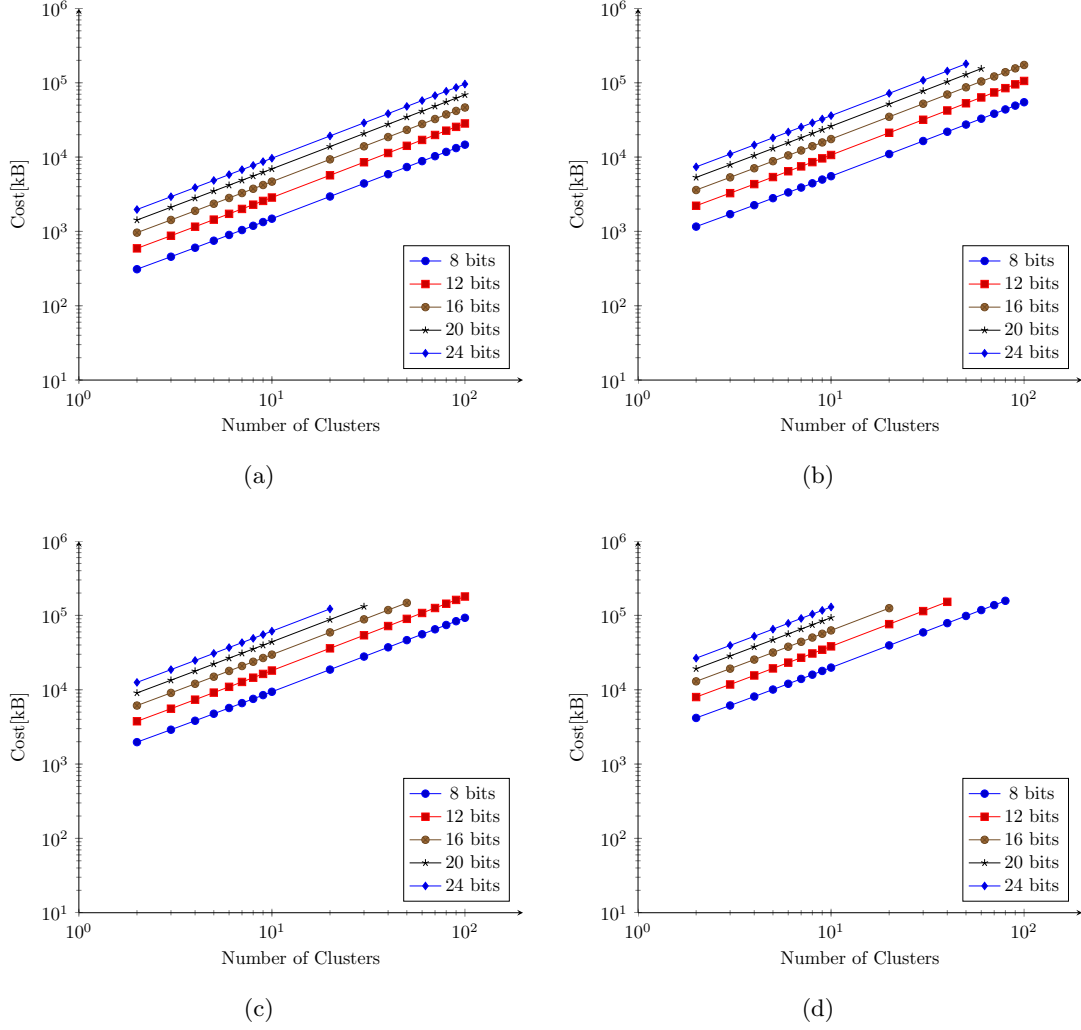 10^6
10^5
10^4
10^3
10^2
10^1
Cost[kB]
8 bits
12 bits
16 bits
20 bits
24 bits
10^0 10^1 10^2
Number of Clusters
(a)
10^6
10^5
10^4
10^3
10^2
10^1
Cost[kB]
8 bits
12 bits
16 bits
20 bits
24 bits
10^0 10^1 10^2
Number of Clusters
(b)
10^6
10^5
10^4
10^3
10^2
10^1
Cost[kB]
8 bits
12 bits
16 bits
20 bits
24 bits
10^0 10^1 10^2
Number of Clusters
(c)
10^6
10^5
10^4
10^3
10^2
10^1
Cost[kB]
8 bits
12 bits
16 bits
20 bits
24 bits
10^0 10^1 10^2
Number of Clusters
(d)